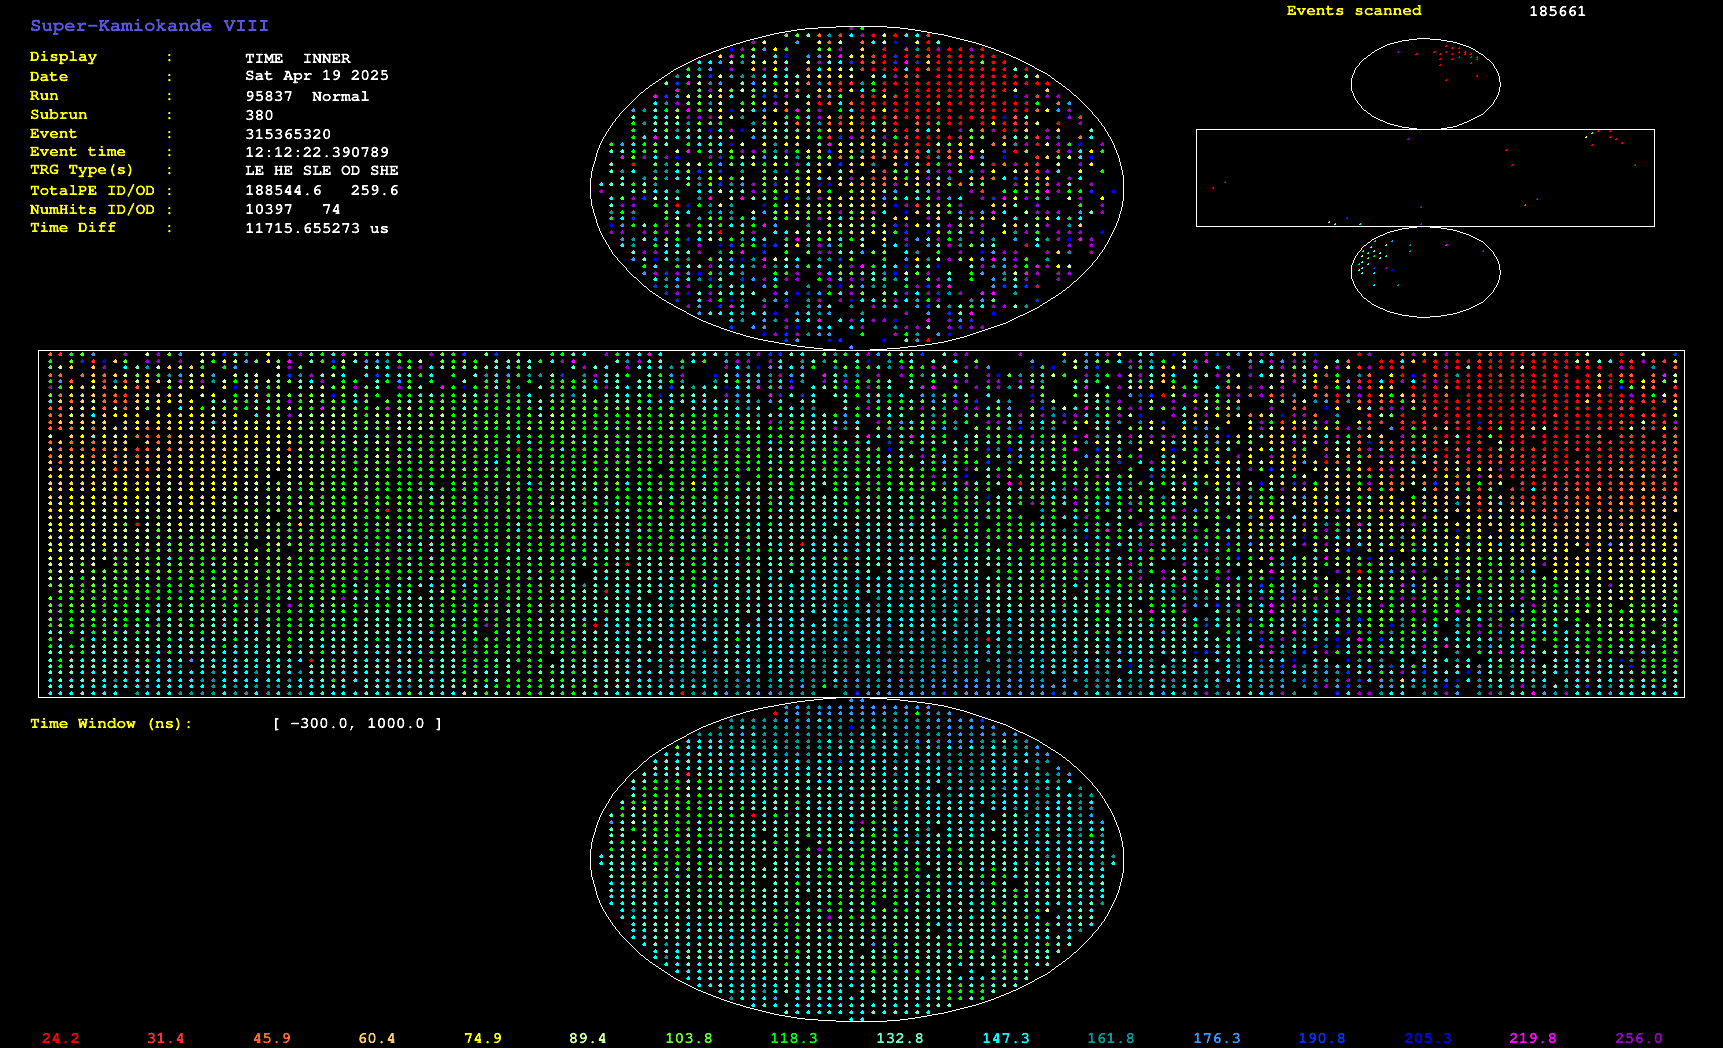 Super-Kamiokande VIII
Events scanned 185661
Display : TIME INNER
Date : Sat Apr 19 2025
Run : 95837 Normal
Subrun : 380
Event : 315365320
Event time : 12:12:22.390789
TRG Type(s) : LE HE SLE OD SHE
TotalPE ID/OD : 188544.6 259.6
NumHits ID/OD : 10397 74
Time Diff : 11715.655273 us
Time Window (ns): [ -300.0, 1000.0 ]
24.2 31.4 45.9 60.4 74.9 89.4 103.8 118.3 132.8 147.3 161.8 176.3 190.8 205.3 219.8 256.0